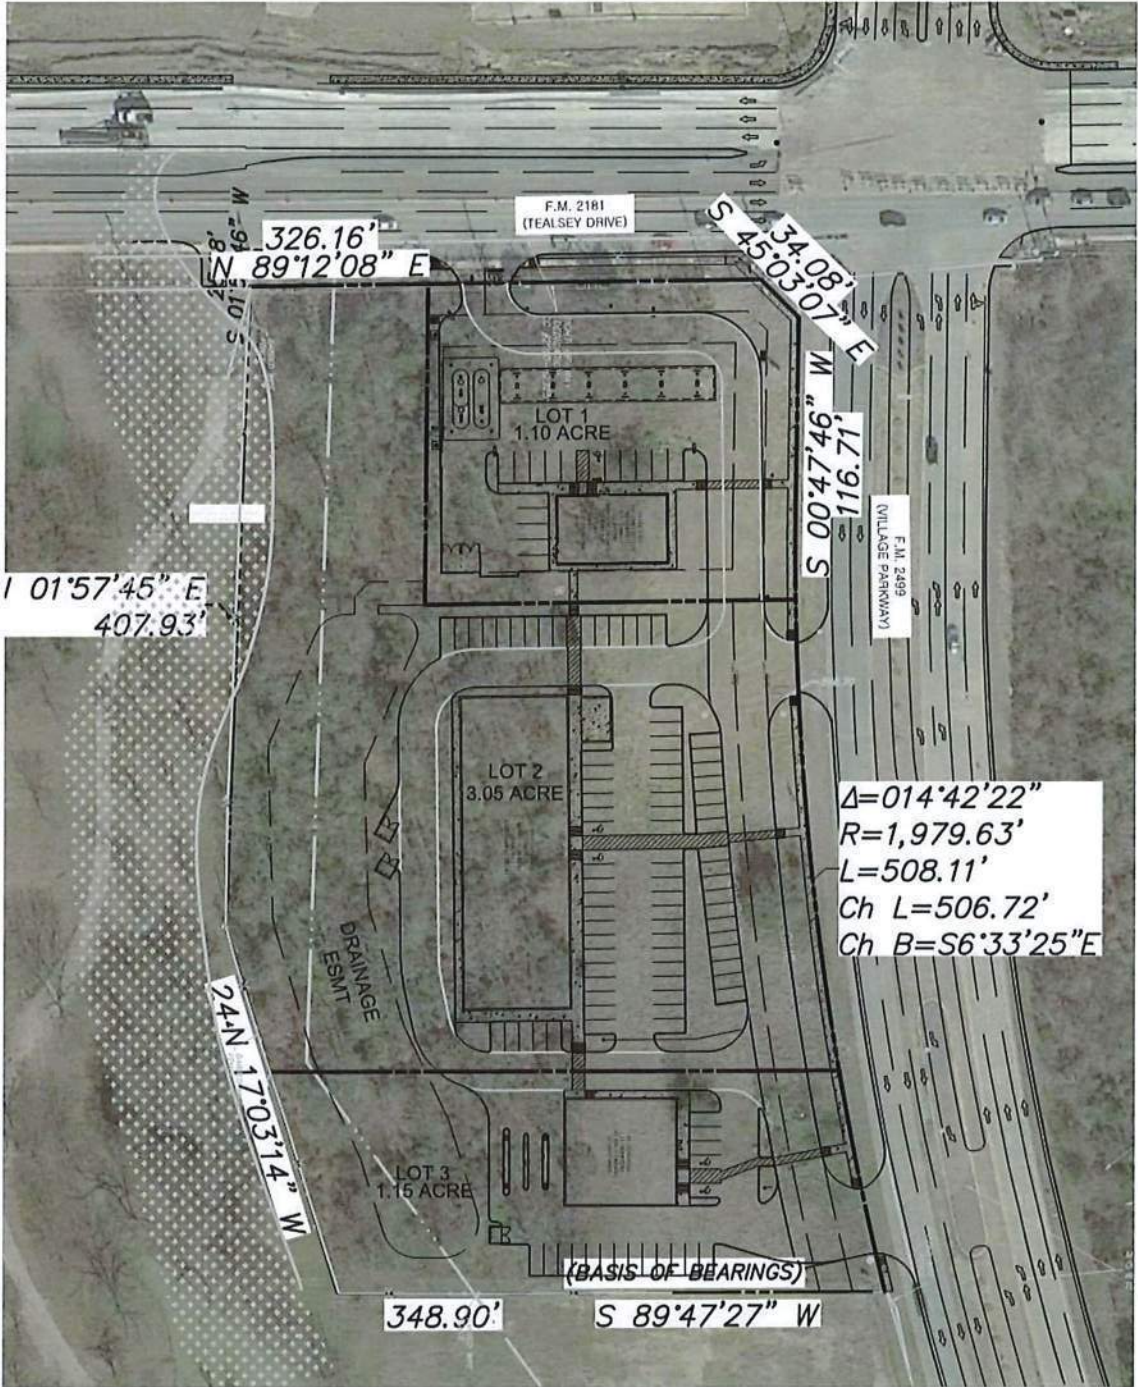 F.M. 2181
(TEALSEY DRIVE)
326.16'
N 89°12'08" E
S 45°03'07" E
34.08'
LOT 1
1.10 ACRE
S 00°47'46" W
116.71'
F.M. 2499
(VILLAGE PARKWAY)
01°57'45" E
407.93'
LOT 2
3.05 ACRE
Δ=014°42'22"
R=1,979.63'
L=508.11'
Ch L=506.72'
Ch B=S6°33'25"E
DRAINAGE
ESMT
N 17°03'14" W
LOT 3
1.15 ACRE
(BASIS OF BEARINGS)
348.90'
S 89°47'27" W